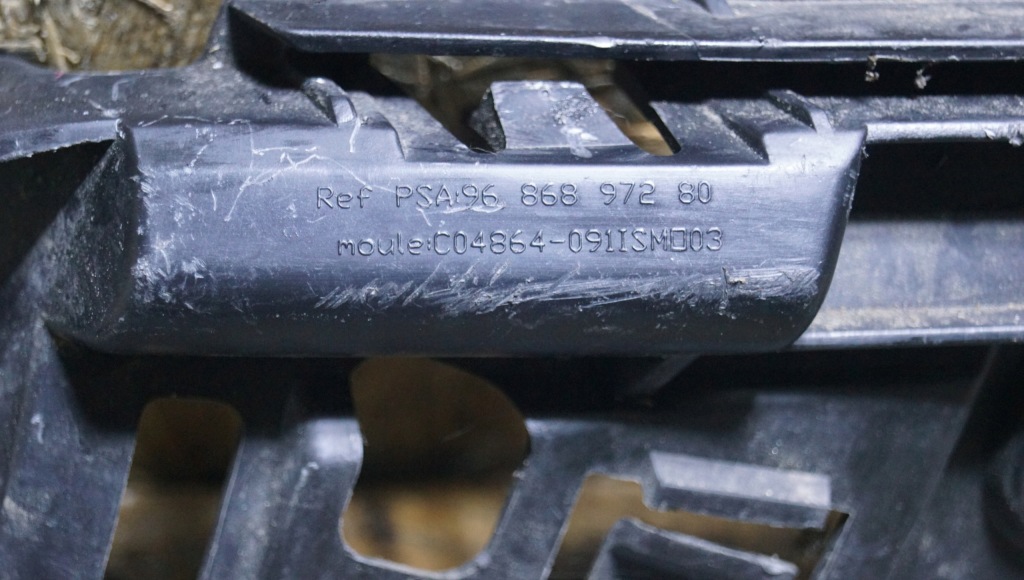 Ref PSA:96 868 972 80
moule:C04864-091ISM□03